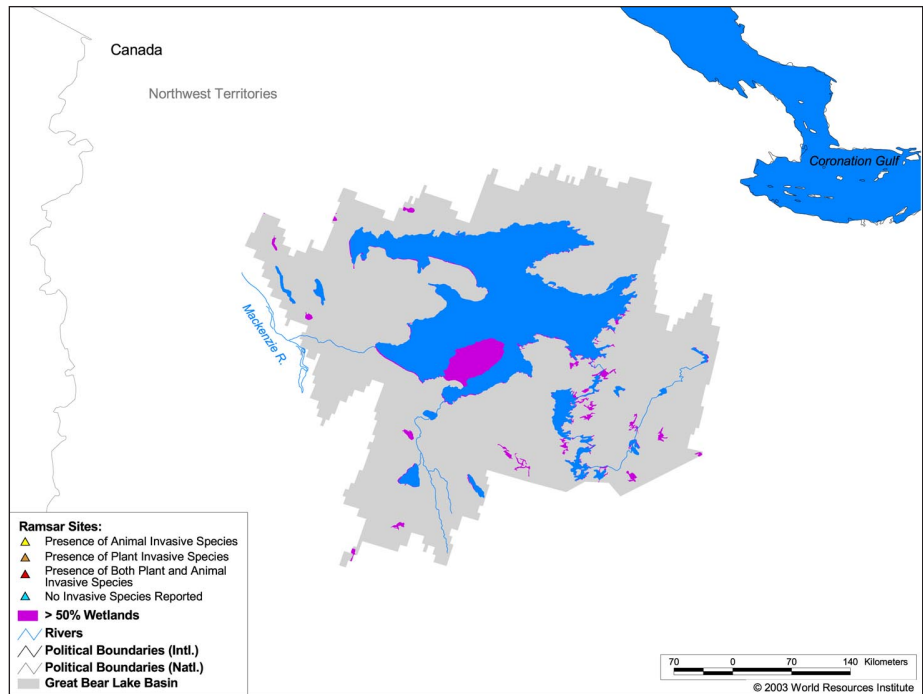 Canada
Northwest Territories
Coronation Gulf
Mackenzie R.
Ramsar Sites:
Presence of Animal Invasive Species
Presence of Plant Invasive Species
Presence of Both Plant and Animal
Invasive Species
No Invasive Species Reported
> 50% Wetlands
Rivers
Political Boundaries (Intl.)
Political Boundaries (Natl.)
Great Bear Lake Basin
70 0 70 140 Kilometers
© 2003 World Resources Institute